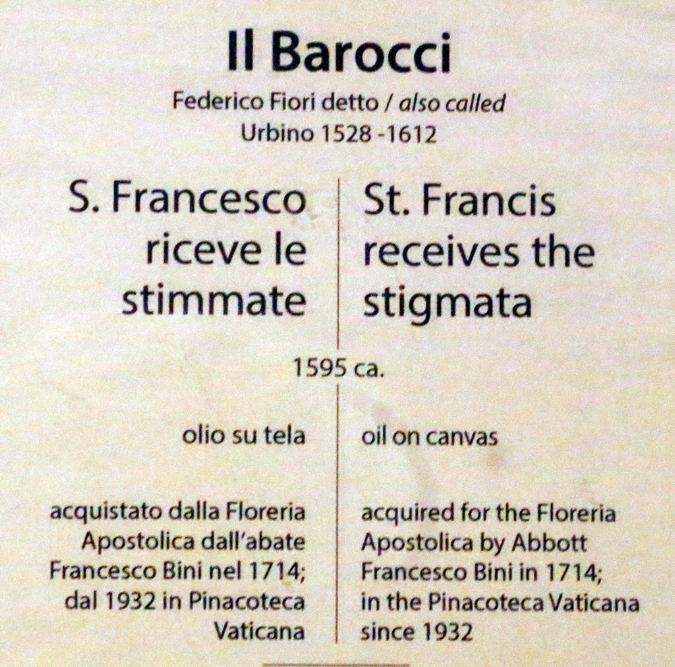 Il Barocci
Federico Fiori detto / also called
Urbino 1528 -1612
S. Francesco
riceve le
stimmate
St. Francis
receives the
stigmata
1595 ca.
olio su tela
oil on canvas
acquistato dalla Floreria
Apostolica dall'abate
Francesco Bini nel 1714;
dal 1932 in Pinacoteca
Vaticana
acquired for the Floreria
Apostolica by Abbott
Francesco Bini in 1714;
in the Pinacoteca Vaticana
since 1932